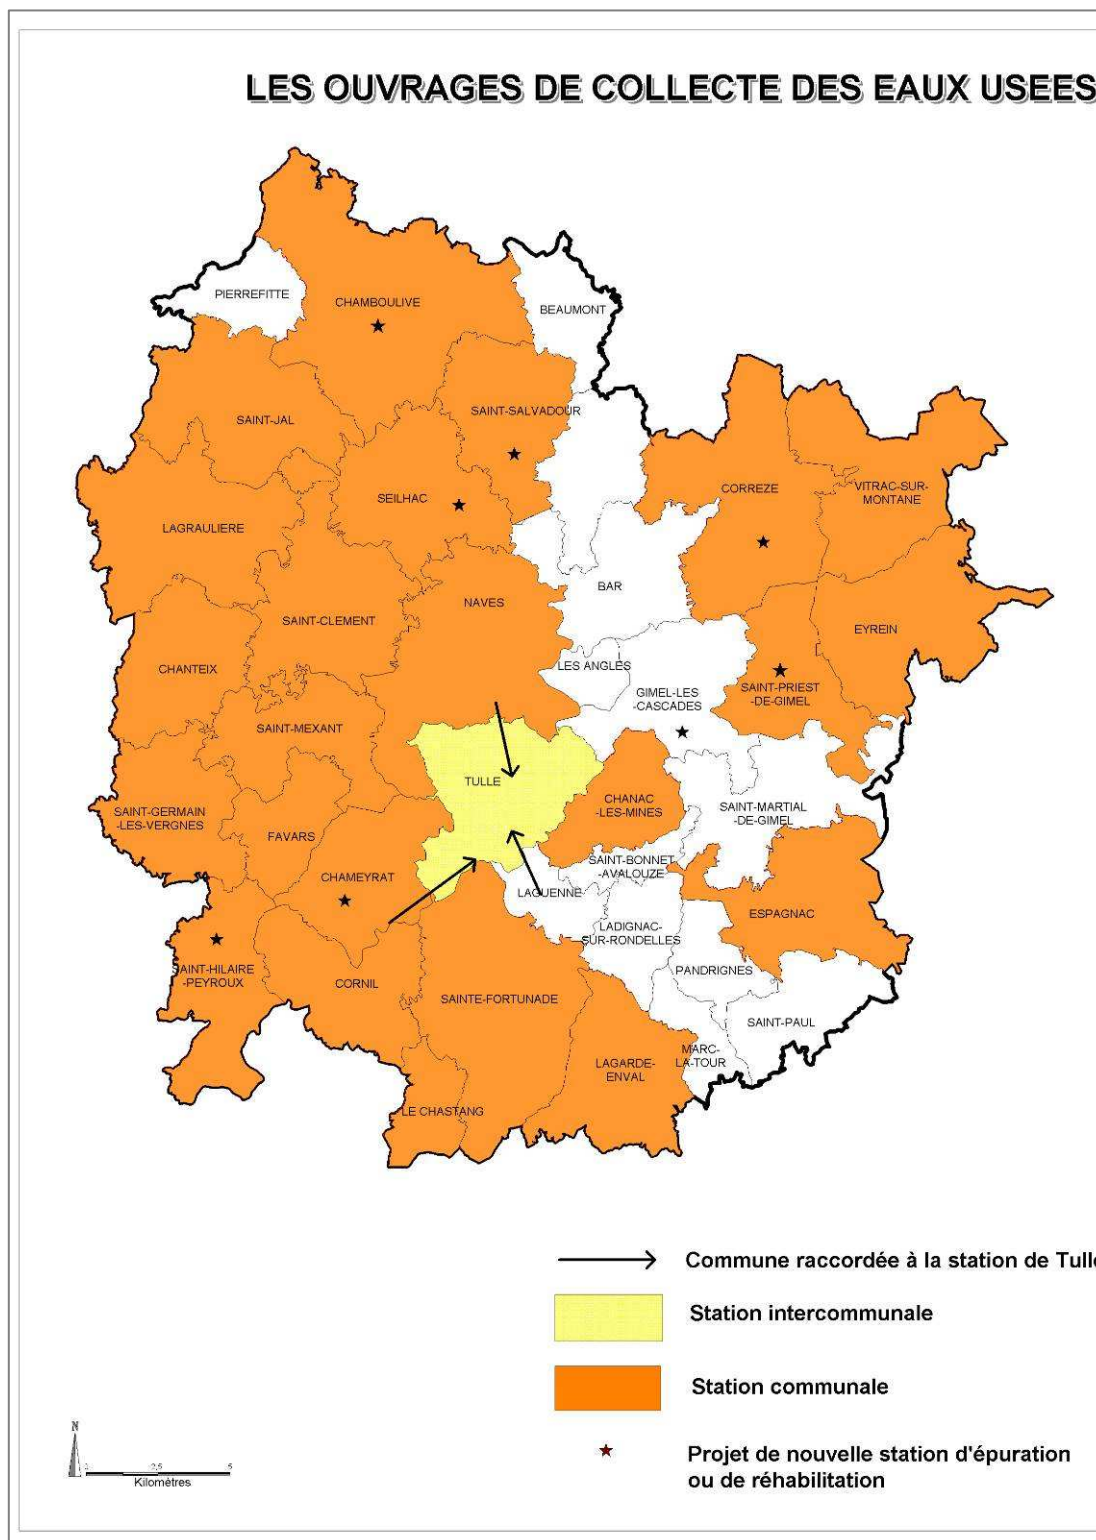 LES OUVRAGES DE COLLECTE DES EAUX USEES
PIERREFITTE
CHAMBOULIVE
BEAUMONT
SAINT-JAL
SAINT-SALVADOUR
SEILHAC
CORREZE
VITRAC-SUR-
MONTANE
LAGRAULIERE
BAR
NAVES
SAINT-CLEMENT
EYREIN
CHANTEIX
LES ANGLES
GIMEL-LES
-CASCADES
SAINT-PRIEST
-DE-GIMEL
SAINT-MEXANT
TULLE
CHANAC
-LES-MINES
SAINT-MARTIAL
-DE-GIMEL
SAINT-GERMAIN
-LES-VERGNES
FAVARS
SAINT-BONNET
-AVALOUZE
CHAMEYRAT
LAGUENNE
ESPAGNAC
LADIGNAC-
SUR-RONDELLES
PANDRIGNES
SAINT-HILAIRE
-PEYROUX
CORNIL
SAINTE-FORTUNADE
SAINT-PAUL
MARC-
LA-TOUR
LAGARDE-
ENVAL
LE CHASTANG
Commune raccordée à la station de Tulle
Station intercommunale
Station communale
Projet de nouvelle station d'épuration
ou de réhabilitation
N
0 2,5 5
Kilomètres